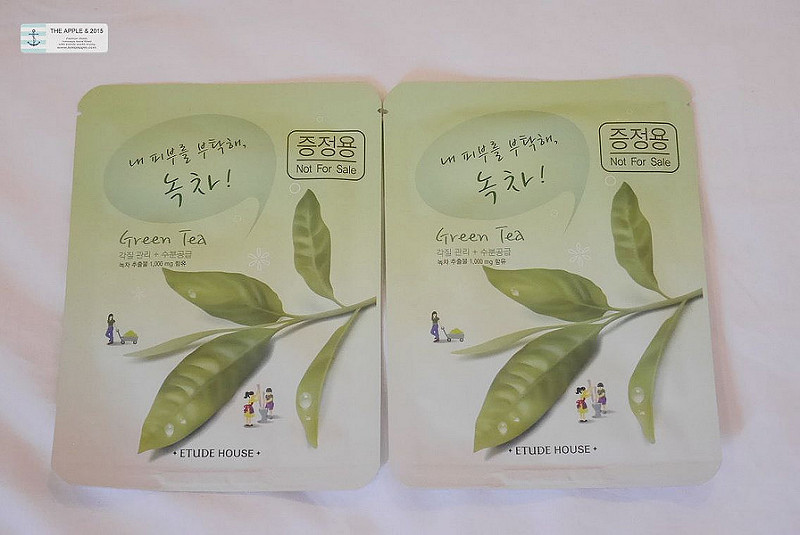 THE APPLE & 2015
내 피부를 부탁해,
녹차!
증정용
Not For Sale
Green Tea
각질 관리 + 수분공급
녹차 추출물 1,000 mg 함유
ETUDE HOUSE
내 피부를 부탁해,
녹차!
증정용
Not For Sale
Green Tea
각질 관리 + 수분공급
녹차 추출물 1,000 mg 함유
ETUDE HOUSE